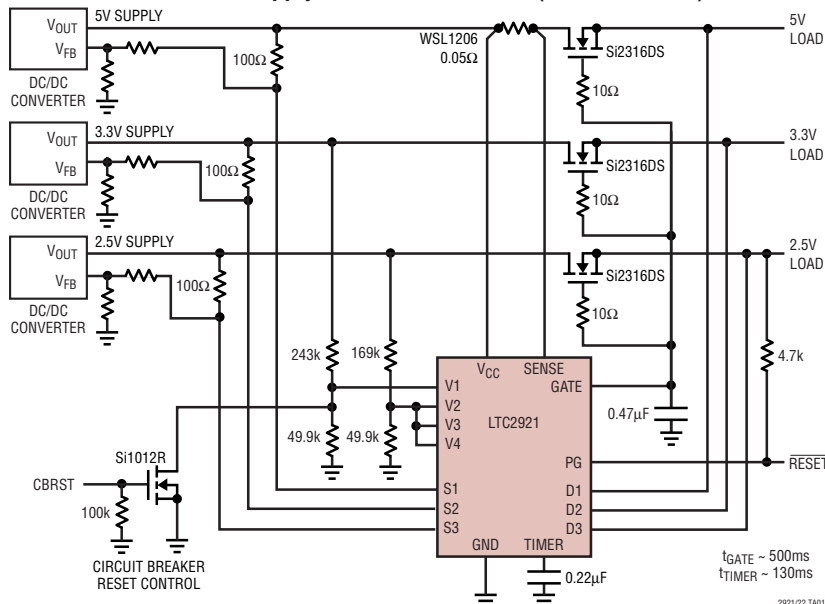 5V SUPPLY
VOUT
VFB
DC/DC
CONVERTER
100Ω
WSL1206
0.05Ω
Si2316DS
10Ω
5V
LOAD
3.3V SUPPLY
VOUT
VFB
DC/DC
CONVERTER
100Ω
Si2316DS
10Ω
3.3V
LOAD
2.5V SUPPLY
VOUT
VFB
DC/DC
CONVERTER
100Ω
Si2316DS
10Ω
2.5V
LOAD
243k
169k
4.7k
VCC
SENSE
GATE
V1
V2
V3
V4
LTC2921
0.47µF
49.9k
49.9k
Si1012R
CBRST
100k
PG
RESET
S1
S2
S3
D1
D2
D3
GND
TIMER
CIRCUIT BREAKER
RESET CONTROL
0.22µF
tGATE ~ 500ms
tTIMER ~ 130ms
2921/22 TA01